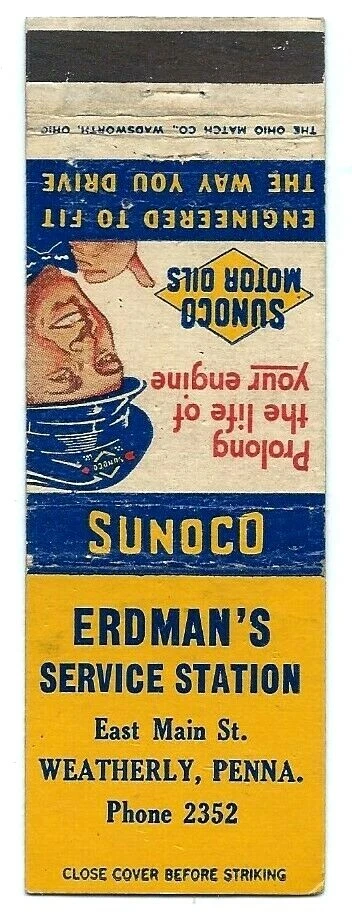 THE OHIO MATCH CO., WADSWORTH, OHIO
Prolong
the life of
your engine
SUNOCO
MOTOR OILS
ENGINEERED TO FIT
THE WAY YOU DRIVE
SUNOCO
SUNOCO
ERDMAN'S
SERVICE STATION
East Main St.
WEATHERLY, PENNA.
Phone 2352
CLOSE COVER BEFORE STRIKING